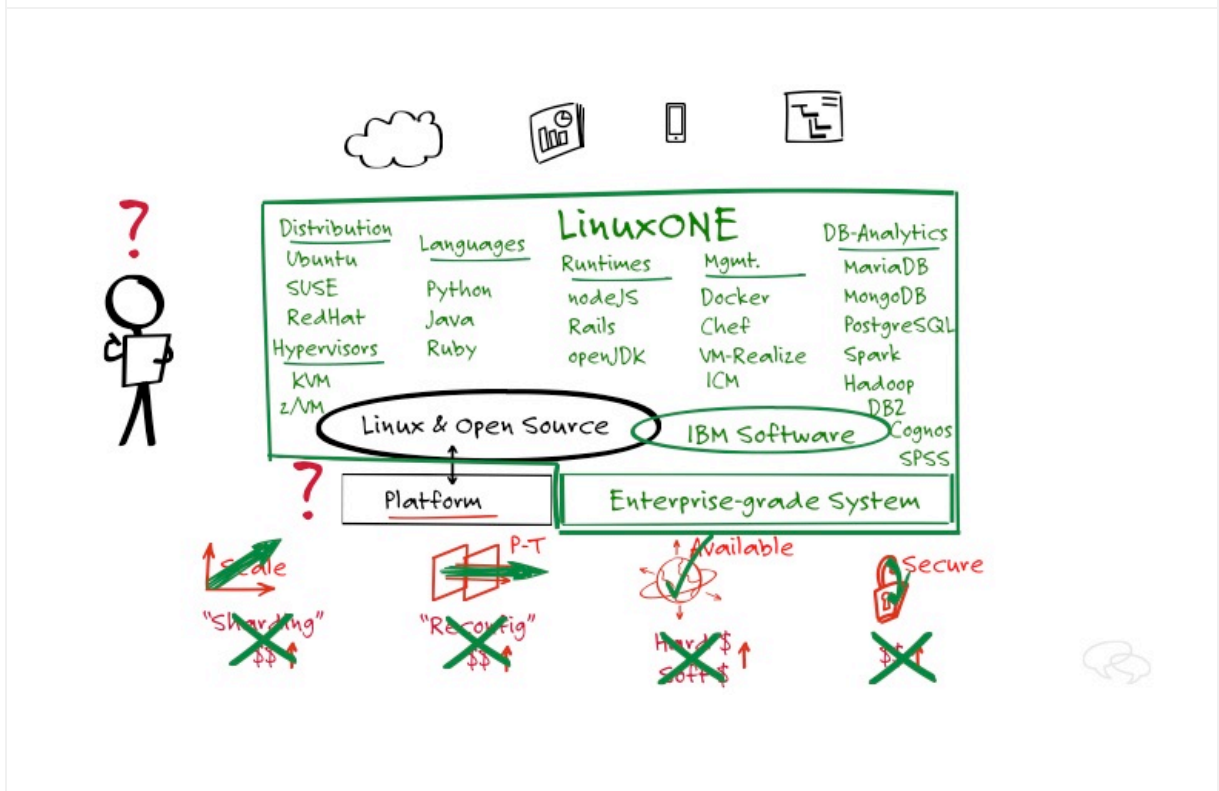 ?
LinuxONE
Distribution
Ubuntu
SUSE
RedHat
Hypervisors
KVM
z/VM
Languages
Python
Java
Ruby
Runtimes
nodeJS
Rails
openJDK
Mgmt.
Docker
Chef
VM-Realize
ICM
DB-Analytics
MariaDB
MongoDB
PostgreSQL
Spark
Hadoop
DB2
Cognos
SPSS
Linux & Open Source
IBM Software
?
Platform
Enterprise-grade System
Scale
"Sharding"
$$
P-T
"Reconfig"
$$
Available
Hard $
Soft $
Secure
$$